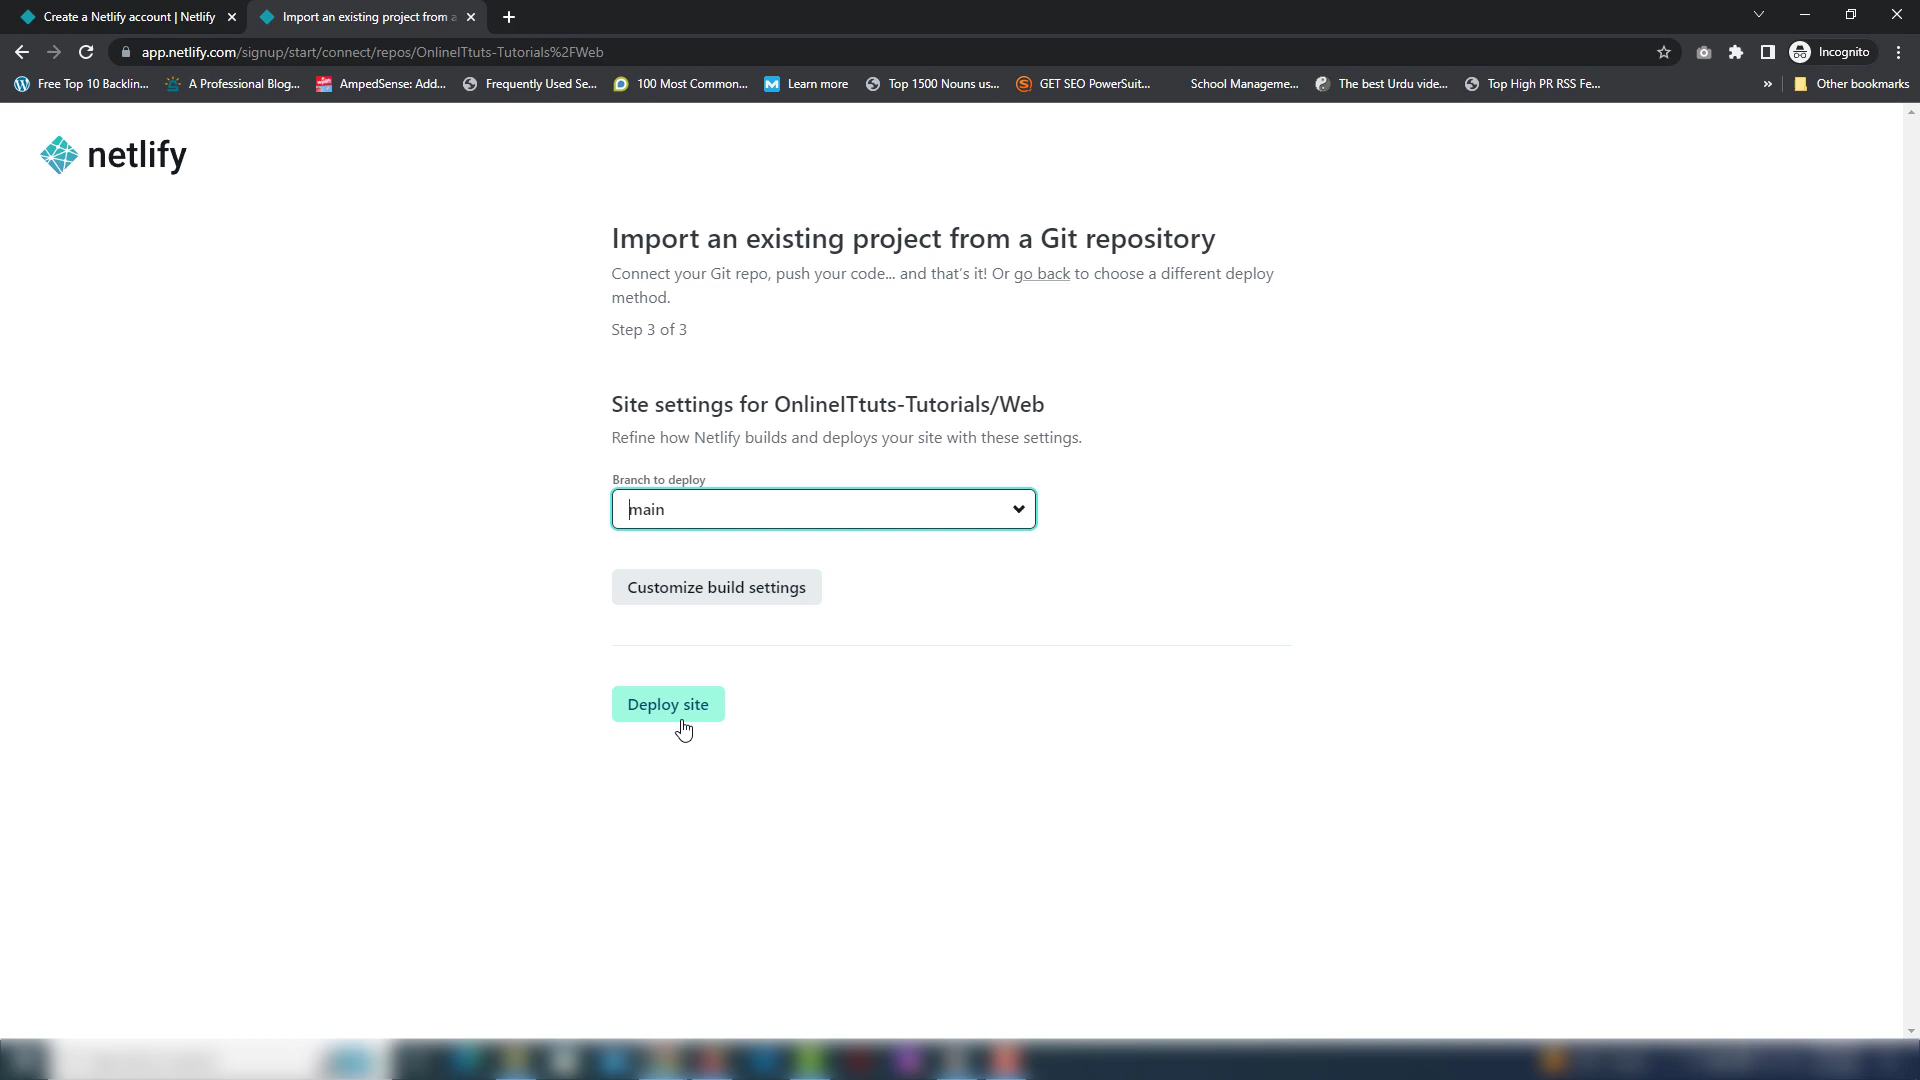 Create a Netlify account | Netlify
Import an existing project from a
app.netlify.com/signup/start/connect/repos/OnlineITtuts-Tutorials%2FWeb
Incognito
Free Top 10 Backlin...
A Professional Blog...
AmpedSense: Add...
Frequently Used Se...
100 Most Common...
Learn more
Top 1500 Nouns us...
GET SEO PowerSuit...
School Manageme...
The best Urdu vide...
Top High PR RSS Fe...
»
Other bookmarks
netlify
Import an existing project from a Git repository
Connect your Git repo, push your code... and that's it! Or go back to choose a different deploy
method.
Step 3 of 3
Site settings for OnlineITtuts-Tutorials/Web
Refine how Netlify builds and deploys your site with these settings.
Branch to deploy
main
Customize build settings
Deploy site